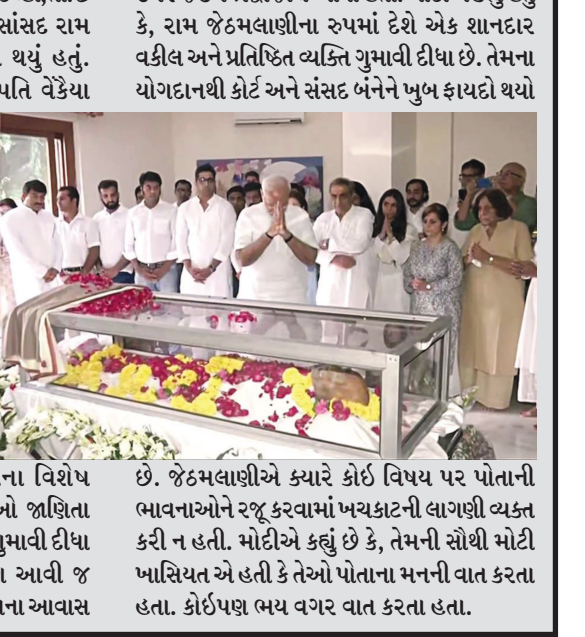 સાંસદ રામ
થયું હતું.
પતિ વેંકૈયા
ના વિશેષ
ઓ જાણિતા
ગુમાવી દીધા
આવી જ
ના આવાસ
કે, રામ જેઠમલાણીના રુપમાં દેશે એક શાનદાર
વકીલ અને પ્રતિષ્ઠિત વ્યક્તિ ગુમાવી દીધા છે. તેમના
યોગદાનથી કોર્ટ અને સંસદ બંનેને ખુબ ફાયદો થયો
છે. જેઠમલાણીએ ક્યારે કોઇ વિષય પર પોતાની
ભાવનાઓને રજૂ કરવામાં ખચકાટની લાગણી વ્યક્ત
કરી ન હતી. મોદીએ કહ્યું છે કે, તેમની સૌથી મોટી
ખાસિયત એ હતી કે તેઓ પોતાના મનની વાત કરતા
હતા. કોઇપણ ભય વગર વાત કરતા હતા.